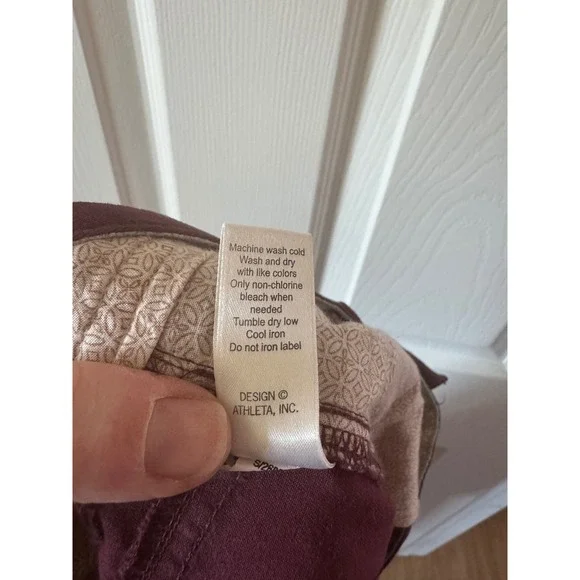 Machine wash cold
Wash and dry
with like colors
Only non-chlorine
bleach when
needed
Tumble dry low
Cool iron
Do not iron label
DESIGN ©
ATHLETA, INC.